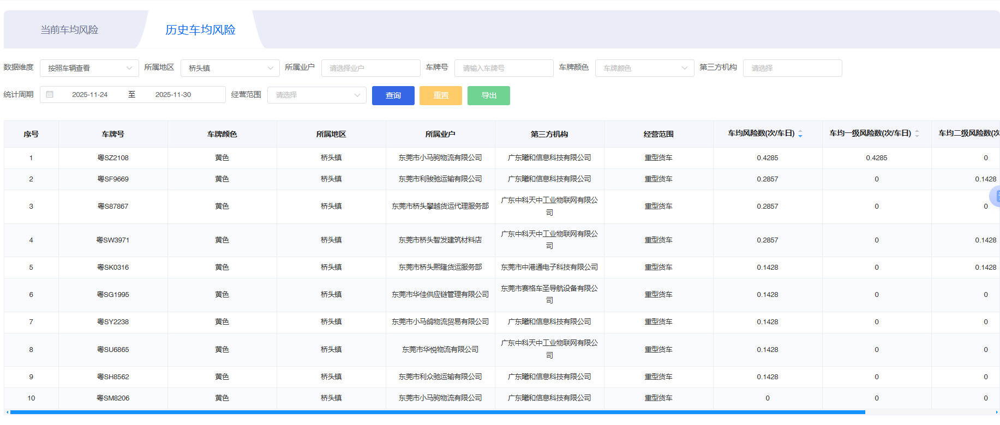 当前车均风险 历史车均风险
数据维度 按照车辆查看 所属地区 桥头镇 所属业户 请选择业户 车牌号 请输入车牌号 车牌颜色 车牌颜色 第三方机构 请选择
统计周期 2025-11-24 至 2025-11-30 经营范围 请选择 查询 重置 导出
序号 车牌号 车牌颜色 所属地区 所属业户 第三方机构 经营范围 车均风险数(次/车日) 车均一级风险数(次/车日) 车均二级风险数(次
1 粤SZ2108 黄色 桥头镇 东莞市小马驹物流有限公司 广东曦和信息科技有限公司 重型货车 0.4285 0.4285 0
2 粤SF9669 黄色 桥头镇 东莞市利骏驰运输有限公司 广东曦和信息科技有限公司 重型货车 0.2857 0 0.1428
3 粤S87867 黄色 桥头镇 东莞市桥头攀越货运代理服务部 广东中科天中工业物联网有限公
司 重型货车 0.2857 0 0
4 粤SW3971 黄色 桥头镇 东莞市桥头智发建筑材料店 广东中科天中工业物联网有限公
司 重型货车 0.2857 0 0.1428
5 粤SK0316 黄色 桥头镇 东莞市桥头熙隆货运服务部 东莞市中港通电子科技有限公司 重型货车 0.1428 0 0.1428
6 粤SG1995 黄色 桥头镇 东莞市华佳供应链管理有限公司 东莞市赛格车圣导航设备有限公
司 重型货车 0.1428 0 0
7 粤SY2238 黄色 桥头镇 东莞市小马鸽物流贸易有限公司 广东曦和信息科技有限公司 重型货车 0.1428 0 0
8 粤SU6865 黄色 桥头镇 东莞市华悦物流有限公司 广东中科天中工业物联网有限公
司 重型货车 0.1428 0 0
9 粤SH8562 黄色 桥头镇 东莞市利众驰运输有限公司 广东曦和信息科技有限公司 重型货车 0.1428 0 0
10 粤SM8206 黄色 桥头镇 东莞市小马驹物流有限公司 广东曦和信息科技有限公司 重型货车 0 0 0